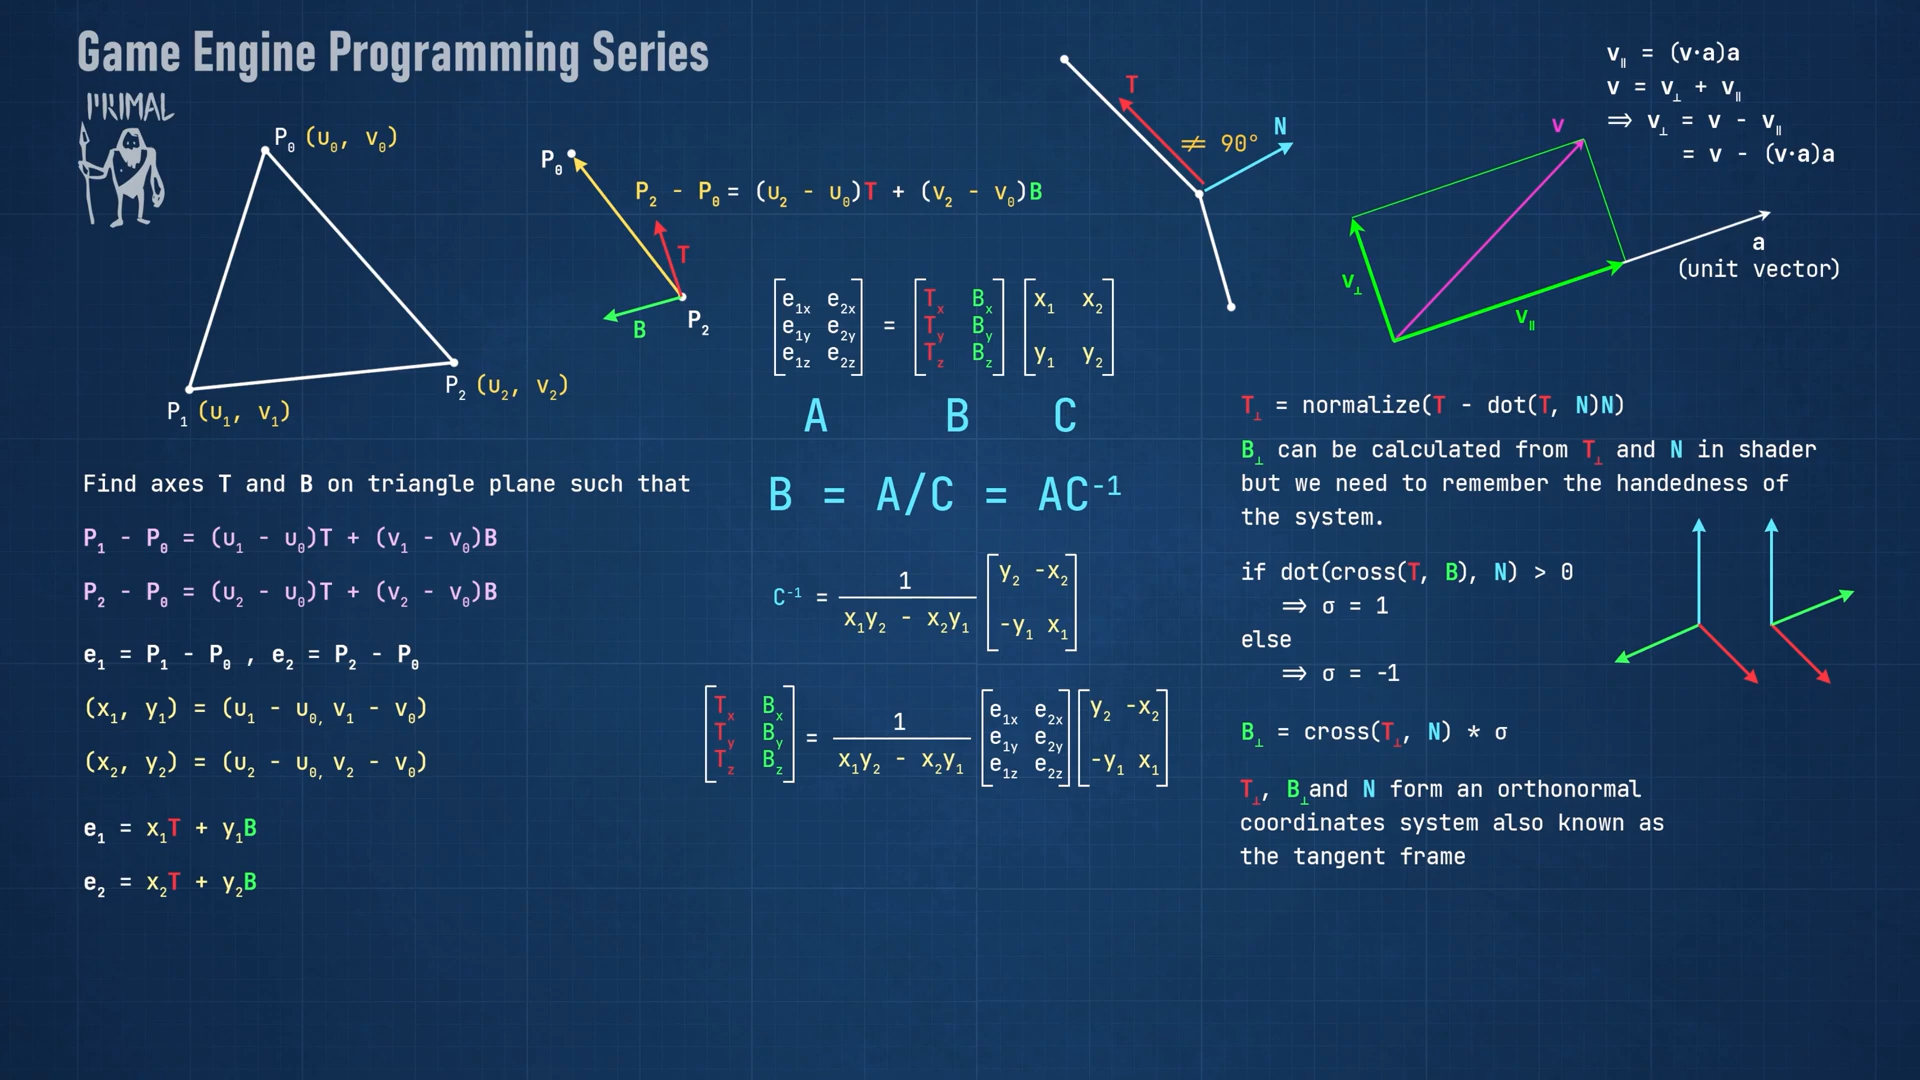 Game Engine Programming Series
PRIMAL
P₀ (u₀, v₀)
P₁ (u₁, v₁)
P₂ (u₂, v₂)
Find axes T and B on triangle plane such that
P₁ - P₀ = (u₁ - u₀)T + (v₁ - v₀)B
P₂ - P₀ = (u₂ - u₀)T + (v₂ - v₀)B
e₁ = P₁ - P₀ , e₂ = P₂ - P₀
(x₁, y₁) = (u₁ - u₀, v₁ - v₀)
(x₂, y₂) = (u₂ - u₀, v₂ - v₀)
e₁ = x₁T + y₁B
e₂ = x₂T + y₂B
P₀
P₂ - P₀ = (u₂ - u₀)T + (v₂ - v₀)B
T
B
P₂
e₁ₓ e₂ₓ Tₓ Bₓ x₁ x₂
e₁y e₂y = Ty By
e₁z e₂z Tz Bz y₁ y₂
A B C
B = A/C = AC⁻¹
C⁻¹ = 1 / (x₁y₂ - x₂y₁)
y₂ -x₂
-y₁ x₁
Tₓ Bₓ 1 e₁ₓ e₂ₓ y₂ -x₂
Ty By = e₁y e₂y
Tz Bz x₁y₂ - x₂y₁ e₁z e₂z -y₁ x₁
T
N
≠ 90°
v∥ = (v·a)a
v = v⊥ + v∥
⇒ v⊥ = v - v∥
= v - (v·a)a
v
a
(unit vector)
v⊥
v∥
T⊥ = normalize(T - dot(T, N)N)
B⊥ can be calculated from T⊥ and N in shader
but we need to remember the handedness of
the system.
if dot(cross(T, B), N) > 0
⇒ σ = 1
else
⇒ σ = -1
B⊥ = cross(T⊥, N) * σ
T⊥, B⊥and N form an orthonormal
coordinates system also known as
the tangent frame